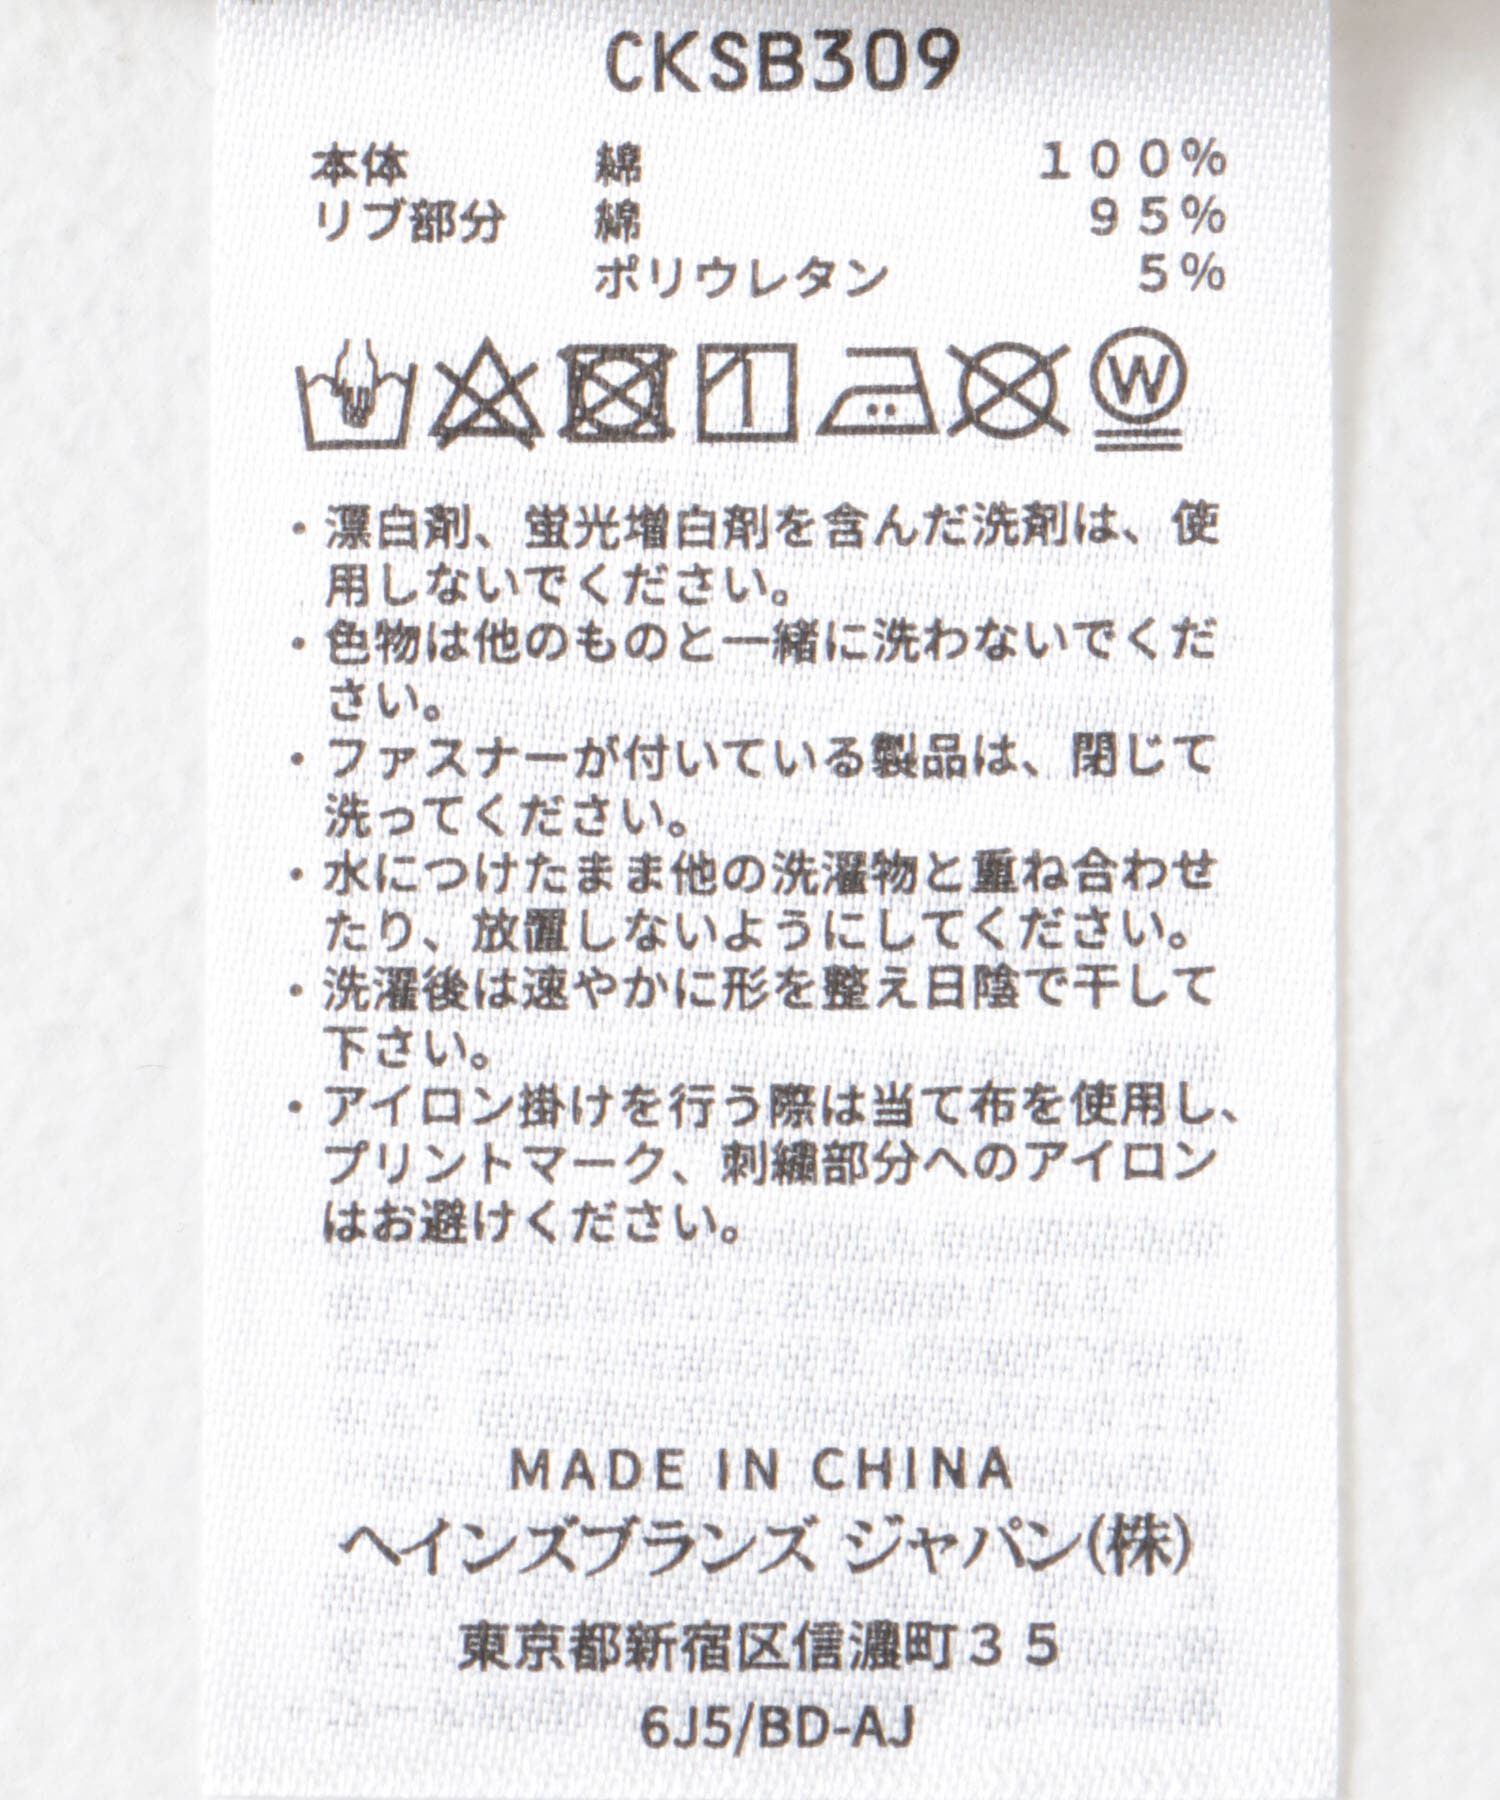 CKSB309
本体 綿 １００％
リブ部分 綿 ９５％
ポリウレタン ５％
W
・漂白剤、蛍光増白剤を含んだ洗剤は、使
用しないでください。
・色物は他のものと一緒に洗わないでくだ
さい。
・ファスナーが付いている製品は、閉じて
洗ってください。
・水につけたまま他の洗濯物と重ね合わせ
たり、放置しないようにしてください。
・洗濯後は速やかに形を整え日陰で干して
下さい。
・アイロン掛けを行う際は当て布を使用し、
プリントマーク、刺繍部分へのアイロン
はお避けください。
MADE IN CHINA
ヘインズブランズ ジャパン(株)
東京都新宿区信濃町３５
6J5/BD-AJ